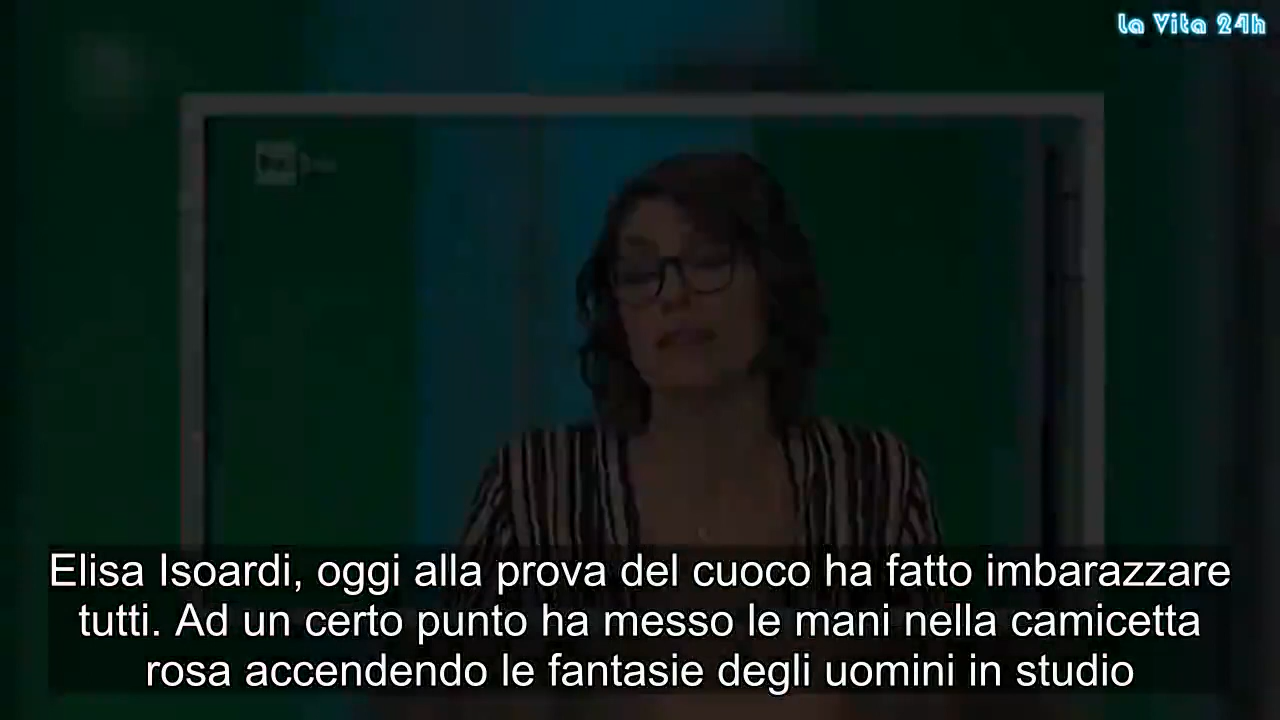 la Vita 24h
Elisa Isoardi, oggi alla prova del cuoco ha fatto imbarazzare
tutti. Ad un certo punto ha messo le mani nella camicetta
rosa accendendo le fantasie degli uomini in studio